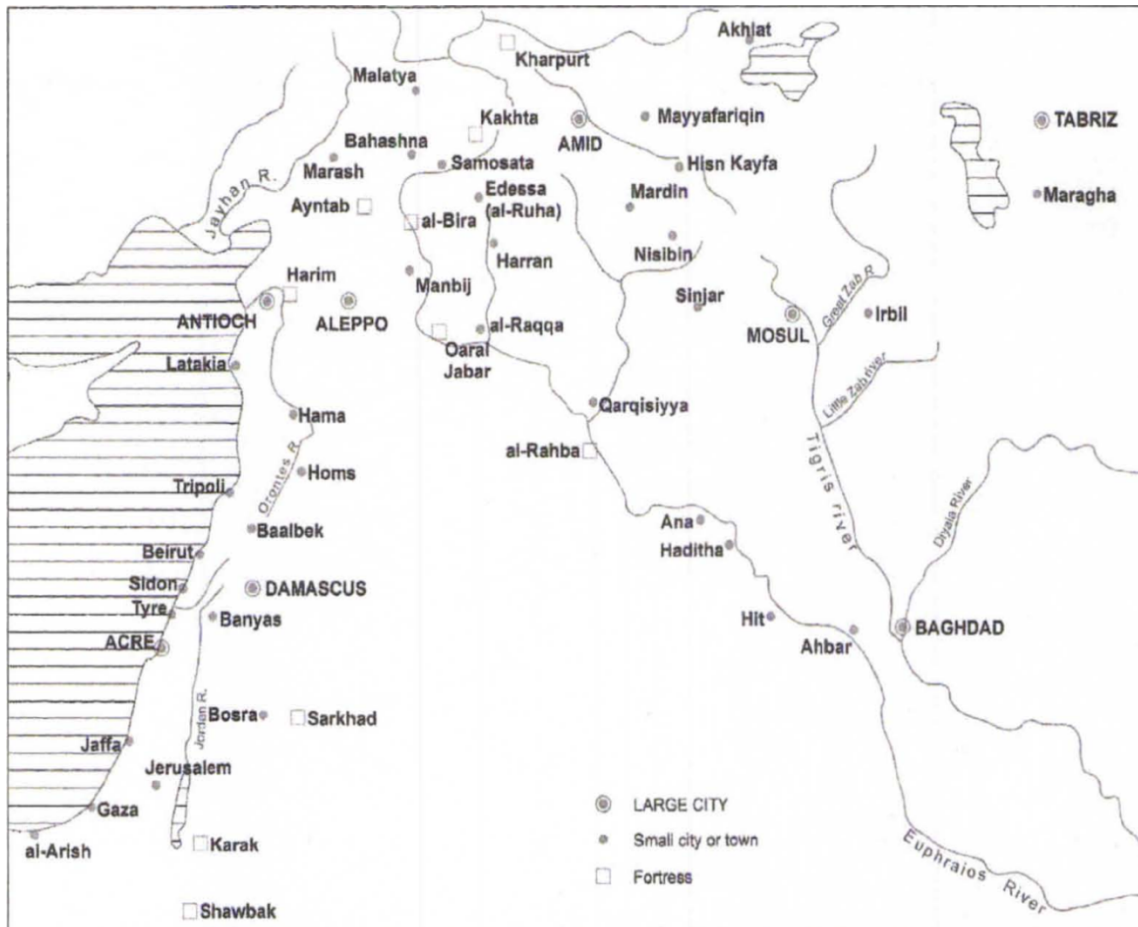 Akhlat
Kharpurt
Malatya
Kakhta
AMID
Mayyafariqin
TABRIZ
Bahashna
Marash
Samosata
Hisn Kayfa
Jayhan R.
Ayntab
al-Bira
Edessa
(al-Ruha)
Mardin
Maragha
Harran
Nisibin
Harim
Manbij
Sinjar
Great Zab R.
ANTIOCH
ALEPPO
MOSUL
Irbil
al-Raqqa
Oaral
Jabar
Latakia
Little Zab river
Hama
Qarqisiyya
al-Rahba
Orontes R.
Homs
Tigris river
Tripoli
Baalbek
Ana
Haditha
Diyala River
Beirut
Sidon
DAMASCUS
Tyre
Banyas
Hit
Ahbar
BAGHDAD
ACRE
Jordan R.
Bosra
Sarkhad
Jaffa
Jerusalem
Gaza
al-Arish
Karak
Shawbak
LARGE CITY
Small city or town
Fortress
Euphraios River